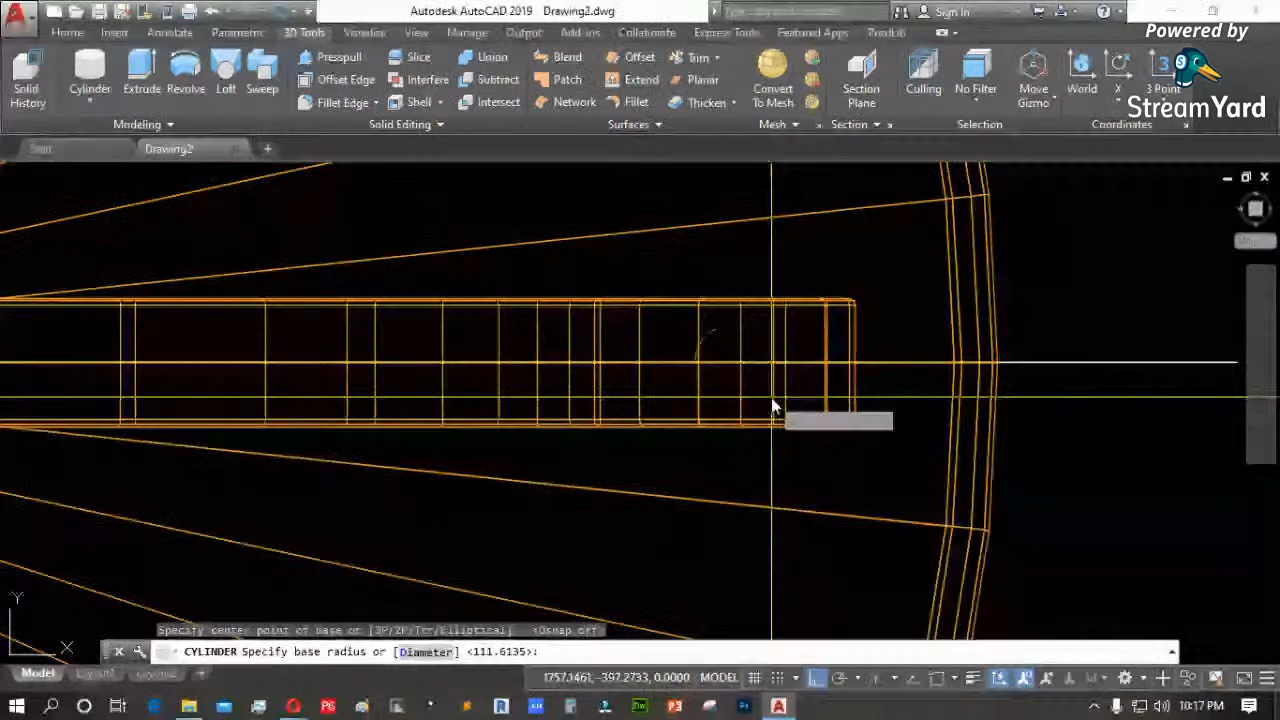 Autodesk AutoCAD 2019 Drawing2.dwg
Sign In
Powered by
StreamYard
Home Insert Annotate Parametric 3D Tools Visualize View Manage Output Add-ins Collaborate Express Tools Featured Apps
Solid History
Cylinder
Extrude
Revolve
Loft
Sweep
Presspull
Offset Edge
Fillet Edge
Slice
Interfere
Shell
Union
Subtract
Intersect
Blend
Patch
Network
Offset
Extend
Fillet
Trim
Planar
Thicken
Convert To Mesh
Section Plane
Culling
No Filter
Move Gizmo
World
X
3 Point
Modeling
Solid Editing
Surfaces
Mesh
Section
Selection
Coordinates
Start
Drawing2*
Y
X
Specify center point of base or [3P/2P/Ttr/Elliptical]: <Osnap off>
CYLINDER Specify base radius or [Diameter] <111.6135>:
Model
1757.1461, -397.2733, 0.0000 MODEL
10:17 PM